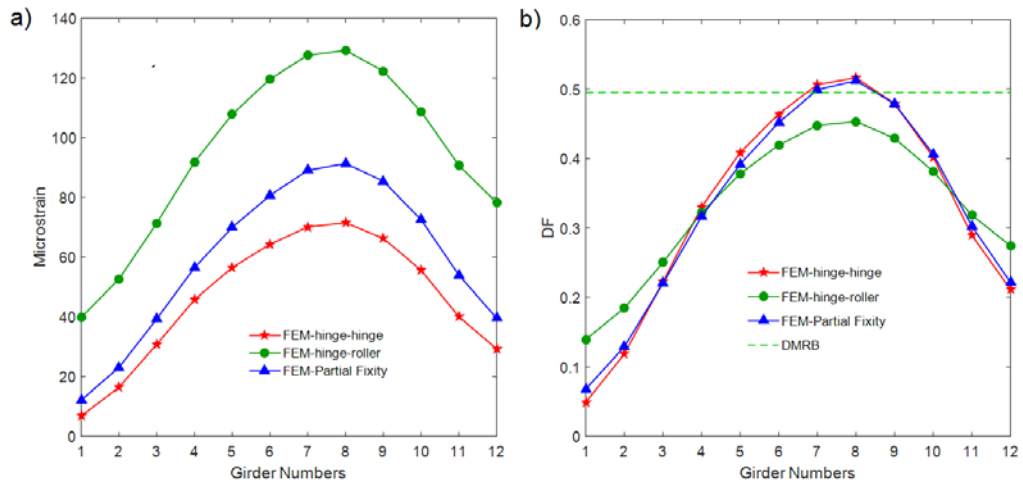 a)
140
120
100
80
60
40
20
0
Microstrain
FEM-hinge-hinge
FEM-hinge-roller
FEM-Partial Fixity
1 2 3 4 5 6 7 8 9 10 11 12
Girder Numbers
b)
0.6
0.5
0.4
0.3
0.2
0.1
0
DF
FEM-hinge-hinge
FEM-hinge-roller
FEM-Partial Fixity
DMRB
1 2 3 4 5 6 7 8 9 10 11 12
Girder Numbers